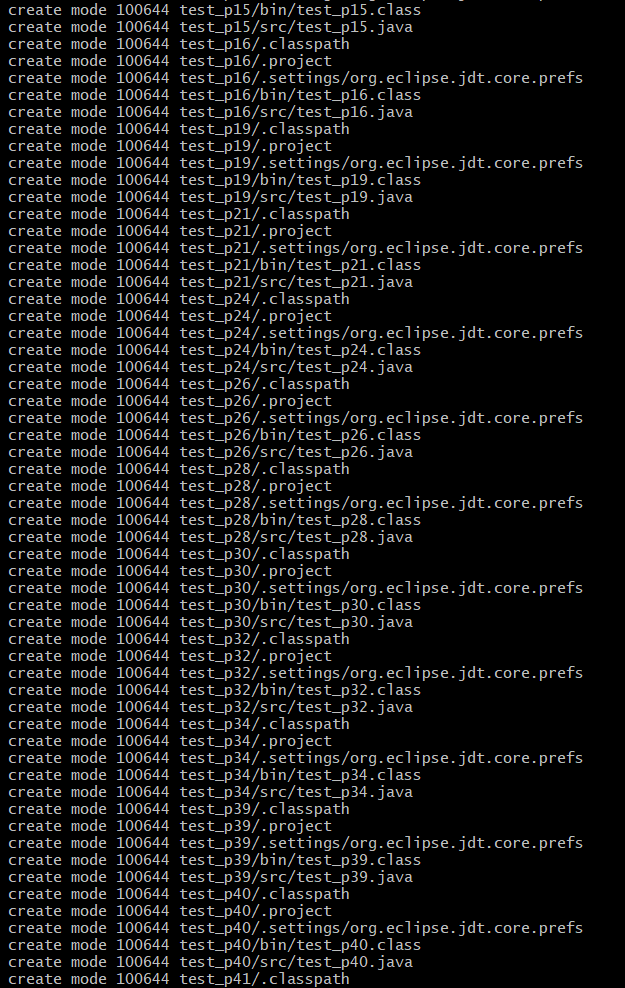 create mode 100644 test_p15/bin/test_p15.class
create mode 100644 test_p15/src/test_p15.java
create mode 100644 test_p16/.classpath
create mode 100644 test_p16/.project
create mode 100644 test_p16/.settings/org.eclipse.jdt.core.prefs
create mode 100644 test_p16/bin/test_p16.class
create mode 100644 test_p16/src/test_p16.java
create mode 100644 test_p19/.classpath
create mode 100644 test_p19/.project
create mode 100644 test_p19/.settings/org.eclipse.jdt.core.prefs
create mode 100644 test_p19/bin/test_p19.class
create mode 100644 test_p19/src/test_p19.java
create mode 100644 test_p21/.classpath
create mode 100644 test_p21/.project
create mode 100644 test_p21/.settings/org.eclipse.jdt.core.prefs
create mode 100644 test_p21/bin/test_p21.class
create mode 100644 test_p21/src/test_p21.java
create mode 100644 test_p24/.classpath
create mode 100644 test_p24/.project
create mode 100644 test_p24/.settings/org.eclipse.jdt.core.prefs
create mode 100644 test_p24/bin/test_p24.class
create mode 100644 test_p24/src/test_p24.java
create mode 100644 test_p26/.classpath
create mode 100644 test_p26/.project
create mode 100644 test_p26/.settings/org.eclipse.jdt.core.prefs
create mode 100644 test_p26/bin/test_p26.class
create mode 100644 test_p26/src/test_p26.java
create mode 100644 test_p28/.classpath
create mode 100644 test_p28/.project
create mode 100644 test_p28/.settings/org.eclipse.jdt.core.prefs
create mode 100644 test_p28/bin/test_p28.class
create mode 100644 test_p28/src/test_p28.java
create mode 100644 test_p30/.classpath
create mode 100644 test_p30/.project
create mode 100644 test_p30/.settings/org.eclipse.jdt.core.prefs
create mode 100644 test_p30/bin/test_p30.class
create mode 100644 test_p30/src/test_p30.java
create mode 100644 test_p32/.classpath
create mode 100644 test_p32/.project
create mode 100644 test_p32/.settings/org.eclipse.jdt.core.prefs
create mode 100644 test_p32/bin/test_p32.class
create mode 100644 test_p32/src/test_p32.java
create mode 100644 test_p34/.classpath
create mode 100644 test_p34/.project
create mode 100644 test_p34/.settings/org.eclipse.jdt.core.prefs
create mode 100644 test_p34/bin/test_p34.class
create mode 100644 test_p34/src/test_p34.java
create mode 100644 test_p39/.classpath
create mode 100644 test_p39/.project
create mode 100644 test_p39/.settings/org.eclipse.jdt.core.prefs
create mode 100644 test_p39/bin/test_p39.class
create mode 100644 test_p39/src/test_p39.java
create mode 100644 test_p40/.classpath
create mode 100644 test_p40/.project
create mode 100644 test_p40/.settings/org.eclipse.jdt.core.prefs
create mode 100644 test_p40/bin/test_p40.class
create mode 100644 test_p40/src/test_p40.java
create mode 100644 test_p41/.classpath